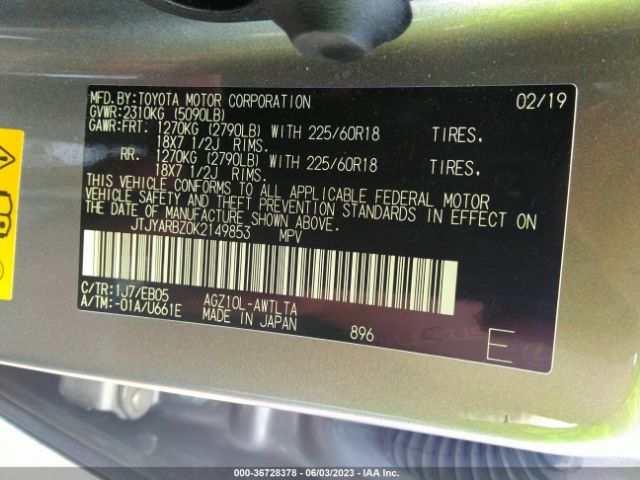 MFD.BY:TOYOTA MOTOR CORPORATION 02/19
GVWR:2310KG (5090LB)
GAWR:FRT. 1270KG (2790LB) WITH 225/60R18 TIRES.
18X7 1/2J RIMS.
RR. 1270KG (2790LB) WITH 225/60R18 TIRES.
18X7 1/2J RIMS.
THIS VEHICLE CONFORMS TO ALL APPLICABLE FEDERAL MOTOR
VEHICLE SAFETY AND THEFT PREVENTION STANDARDS IN EFFECT ON
THE DATE OF MANUFACTURE SHOWN ABOVE.
JTJYARBZ0K2149853 MPV
C/TR:1J7/EB05 AGZ10L-AWTLTA
A/TM:-01A/U661E MADE IN JAPAN 896 E
000-36728378 - 06/03/2023 - IAA Inc.